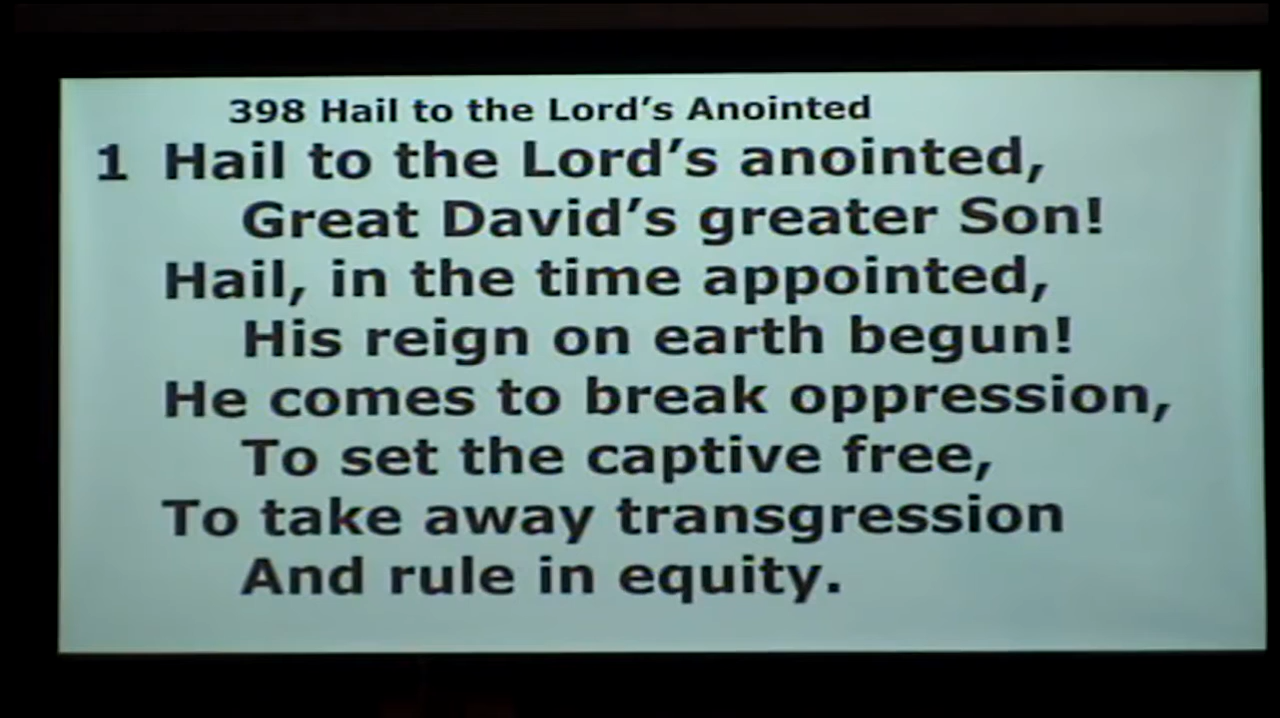 398 Hail to the Lord’s Anointed
1 Hail to the Lord’s anointed,
Great David’s greater Son!
Hail, in the time appointed,
His reign on earth begun!
He comes to break oppression,
To set the captive free,
To take away transgression
And rule in equity.